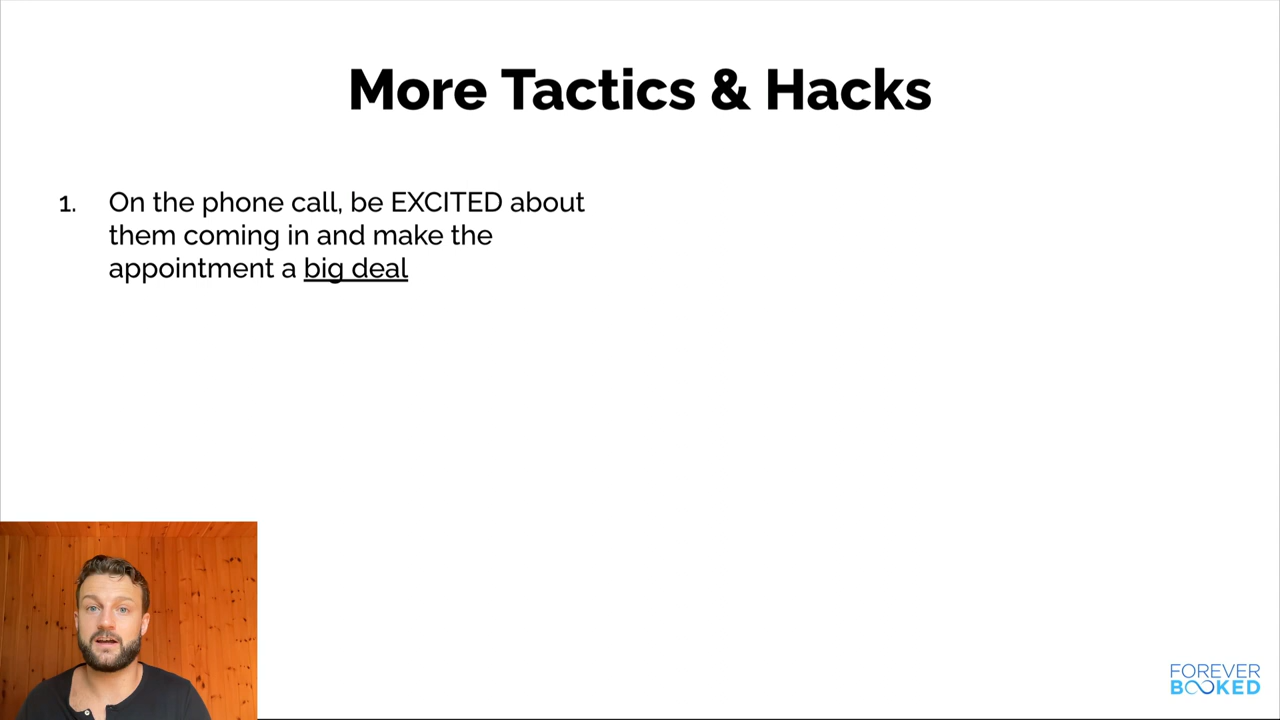 More Tactics & Hacks
1. On the phone call, be EXCITED about
them coming in and make the
appointment a big deal
FOREVER
BOOKED